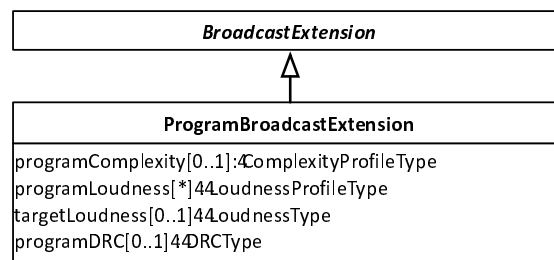 BroadcastExtension
ProgramBroadcastExtension
programComplexity[0..1]:4ComplexityProfileType
programLoudness[*]44LoudnessProfileType
targetLoudness[0..1]44LoudnessType
programDRC[0..1]44DRCType